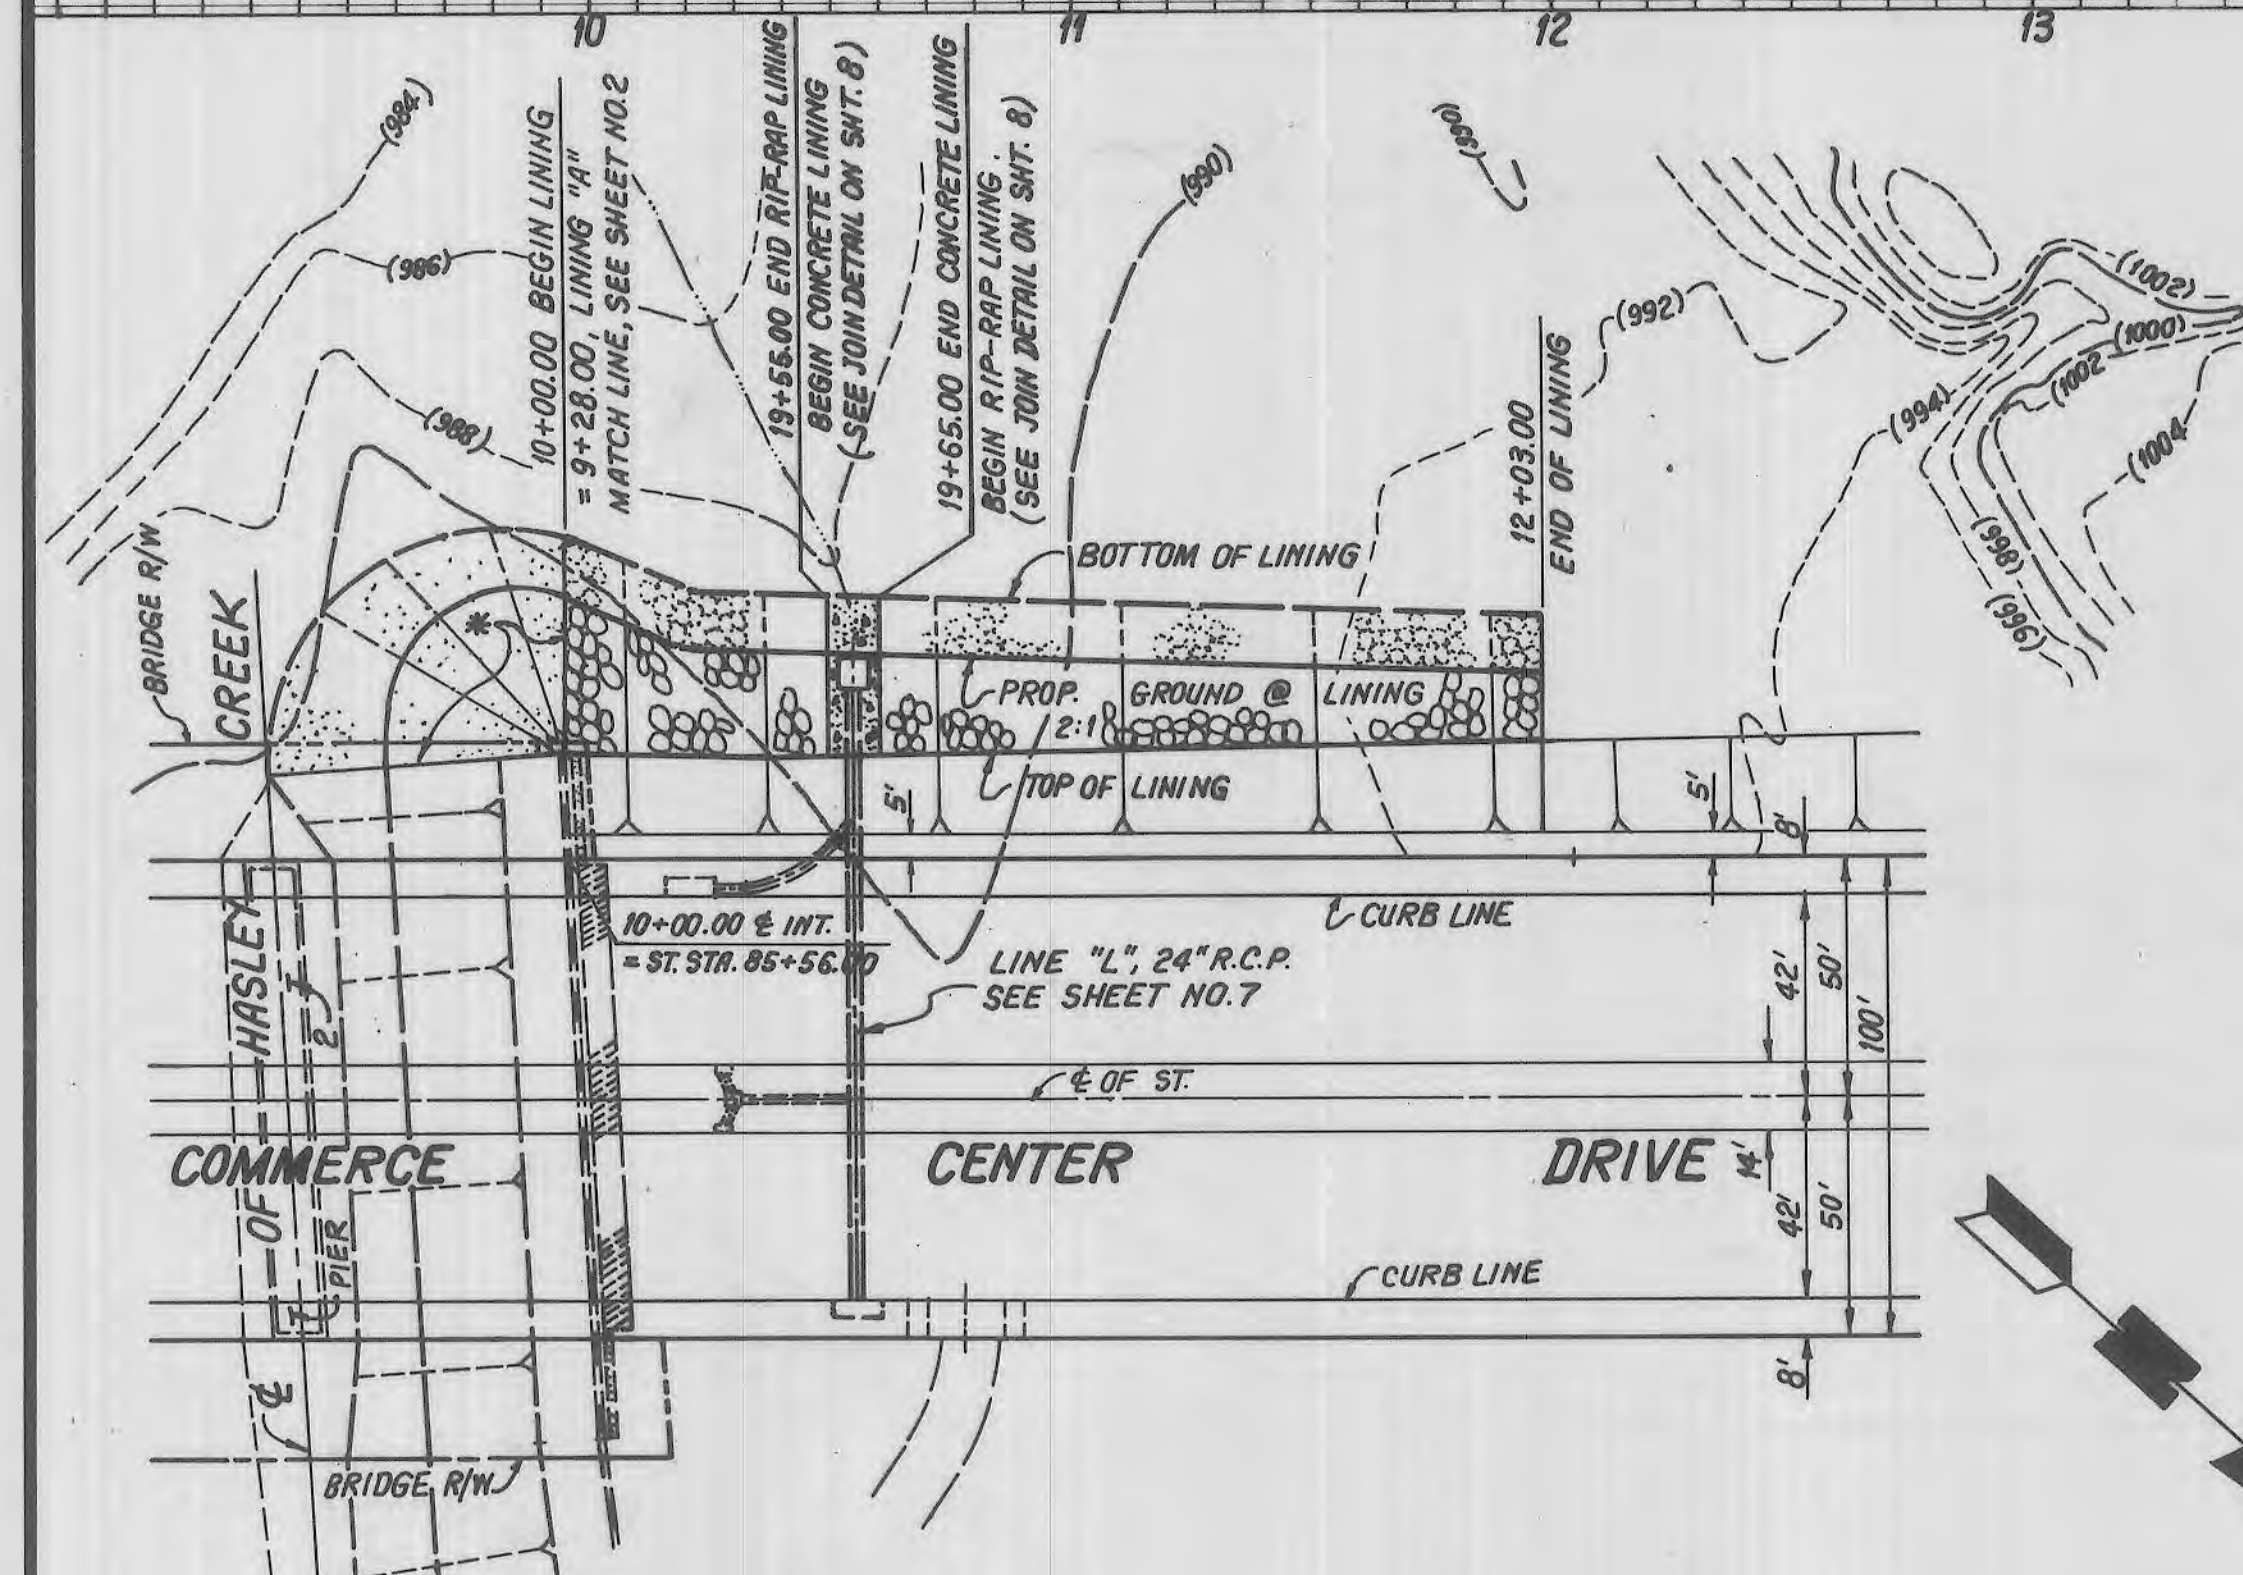 10
11
12
13
(984)
(986)
(988)
10+00.00 BEGIN LINING
= 9+28.00, LINING "A"
MATCH LINE, SEE SHEET NO.2
19+55.00 END RIP-RAP LINING
BEGIN CONCRETE LINING
(SEE JOIN DETAIL ON SHT. 8)
19+65.00 END CONCRETE LINING
BEGIN RIP-RAP LINING
(SEE JOIN DETAIL ON SHT. 8)
(990)
(990)
(992)
12+03.00
END OF LINING
(994)
(1002)
(1000)
(1002
(1004
(998)
(996)
BRIDGE R/W
CREEK
*
BOTTOM OF LINING
PROP. GROUND @ LINING
2:1
TOP OF LINING
5'
5'
8'
CURB LINE
10+00.00 ℄ INT.
= ST. STA. 85+56.00
LINE "L", 24" R.C.P.
SEE SHEET NO.7
HASLEY
2
42'
50'
100'
℄ OF ST.
COMMERCE CENTER DRIVE
14'
OF
PIER
42'
50'
CURB LINE
8'
℄
BRIDGE R/W